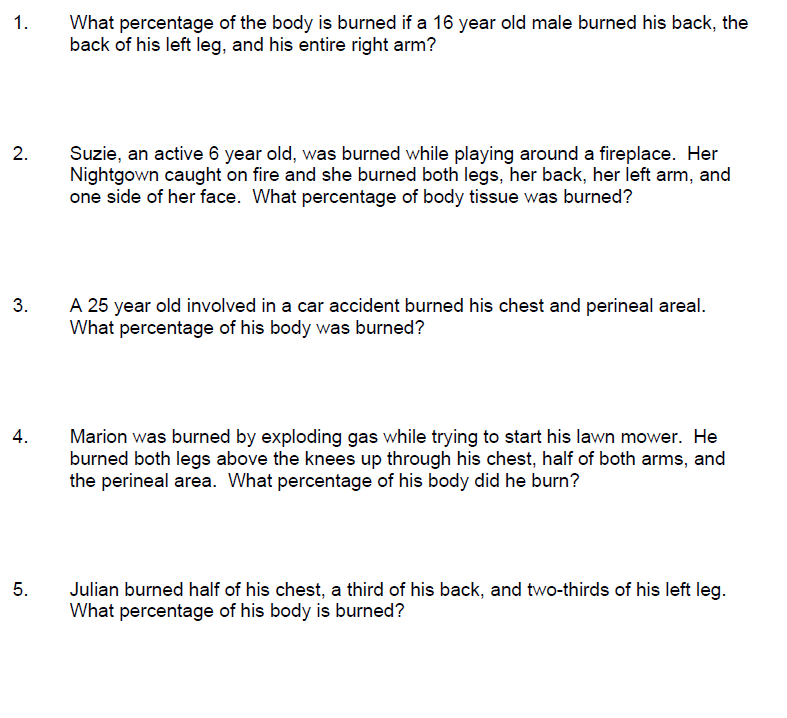 1. What percentage of the body is burned if a 16 year old male burned his back, the
back of his left leg, and his entire right arm?
2. Suzie, an active 6 year old, was burned while playing around a fireplace. Her
Nightgown caught on fire and she burned both legs, her back, her left arm, and
one side of her face. What percentage of body tissue was burned?
3. A 25 year old involved in a car accident burned his chest and perineal areal.
What percentage of his body was burned?
4. Marion was burned by exploding gas while trying to start his lawn mower. He
burned both legs above the knees up through his chest, half of both arms, and
the perineal area. What percentage of his body did he burn?
5. Julian burned half of his chest, a third of his back, and two-thirds of his left leg.
What percentage of his body is burned?